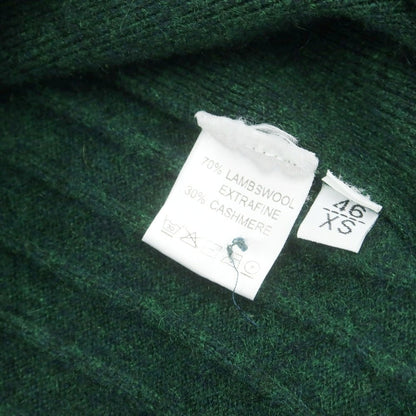 70% LAMBSWOOL
EXTRAFINE
30% CASHMERE
46
XS